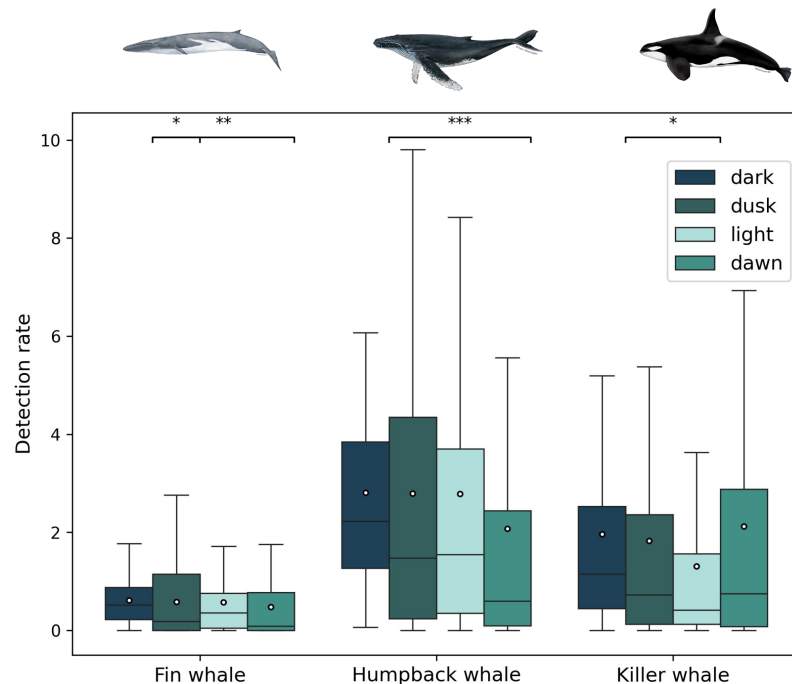 * ** *** *
10
8
6
4
2
0
Detection rate
dark
dusk
light
dawn
Fin whale Humpback whale Killer whale